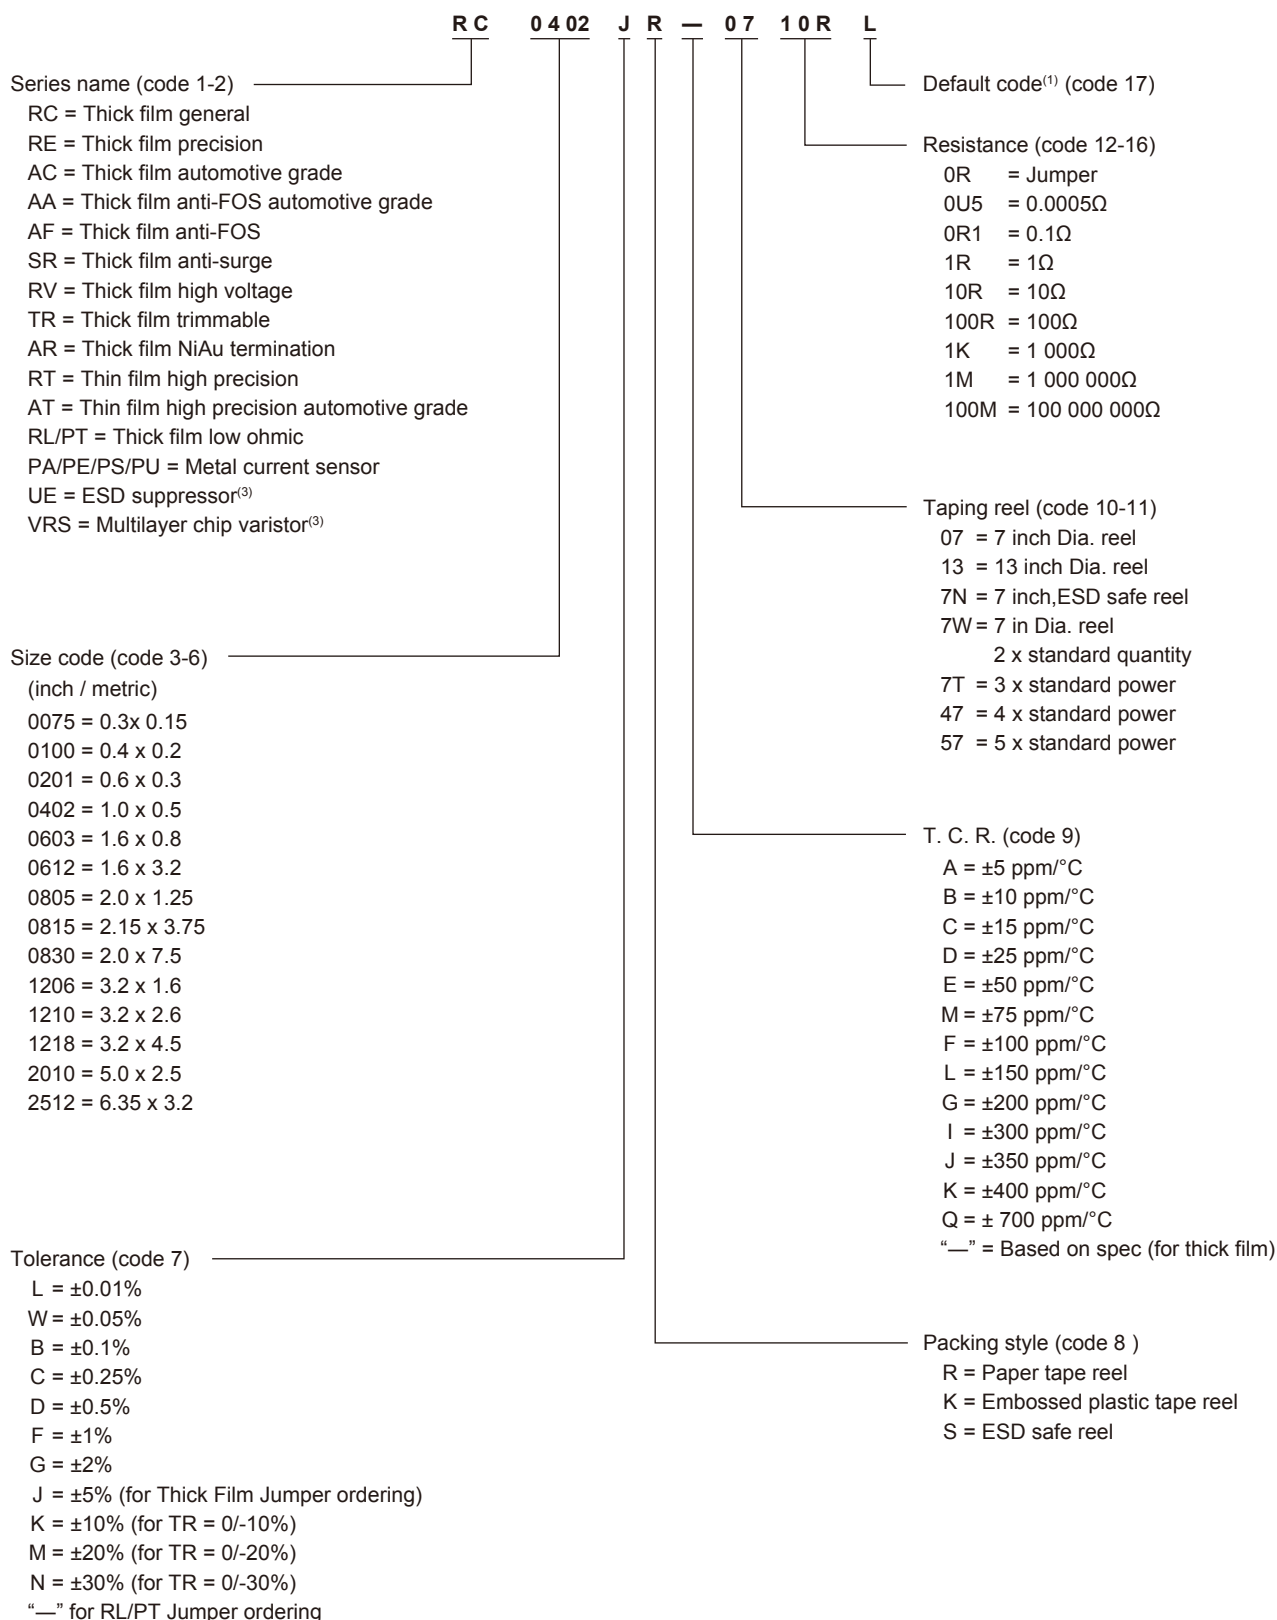 RC 0402 J R — 07 10R L
Series name (code 1-2)
RC = Thick film general
RE = Thick film precision
AC = Thick film automotive grade
AA = Thick film anti-FOS automotive grade
AF = Thick film anti-FOS
SR = Thick film anti-surge
RV = Thick film high voltage
TR = Thick film trimmable
AR = Thick film NiAu termination
RT = Thin film high precision
AT = Thin film high precision automotive grade
RL/PT = Thick film low ohmic
PA/PE/PS/PU = Metal current sensor
UE = ESD suppressor(3)
VRS = Multilayer chip varistor(3)
Size code (code 3-6)
(inch / metric)
0075 = 0.3x 0.15
0100 = 0.4 x 0.2
0201 = 0.6 x 0.3
0402 = 1.0 x 0.5
0603 = 1.6 x 0.8
0612 = 1.6 x 3.2
0805 = 2.0 x 1.25
0815 = 2.15 x 3.75
0830 = 2.0 x 7.5
1206 = 3.2 x 1.6
1210 = 3.2 x 2.6
1218 = 3.2 x 4.5
2010 = 5.0 x 2.5
2512 = 6.35 x 3.2
Tolerance (code 7)
L = ±0.01%
W = ±0.05%
B = ±0.1%
C = ±0.25%
D = ±0.5%
F = ±1%
G = ±2%
J = ±5% (for Thick Film Jumper ordering)
K = ±10% (for TR = 0/-10%)
M = ±20% (for TR = 0/-20%)
N = ±30% (for TR = 0/-30%)
“—” for RL/PT Jumper ordering
Default code(1) (code 17)
Resistance (code 12-16)
0R = Jumper
0U5 = 0.0005Ω
0R1 = 0.1Ω
1R = 1Ω
10R = 10Ω
100R = 100Ω
1K = 1 000Ω
1M = 1 000 000Ω
100M = 100 000 000Ω
Taping reel (code 10-11)
07 = 7 inch Dia. reel
13 = 13 inch Dia. reel
7N = 7 inch,ESD safe reel
7W = 7 in Dia. reel
2 x standard quantity
7T = 3 x standard power
47 = 4 x standard power
57 = 5 x standard power
T. C. R. (code 9)
A = ±5 ppm/°C
B = ±10 ppm/°C
C = ±15 ppm/°C
D = ±25 ppm/°C
E = ±50 ppm/°C
M = ±75 ppm/°C
F = ±100 ppm/°C
L = ±150 ppm/°C
G = ±200 ppm/°C
I = ±300 ppm/°C
J = ±350 ppm/°C
K = ±400 ppm/°C
Q = ± 700 ppm/°C
“—” = Based on spec (for thick film)
Packing style (code 8 )
R = Paper tape reel
K = Embossed plastic tape reel
S = ESD safe reel